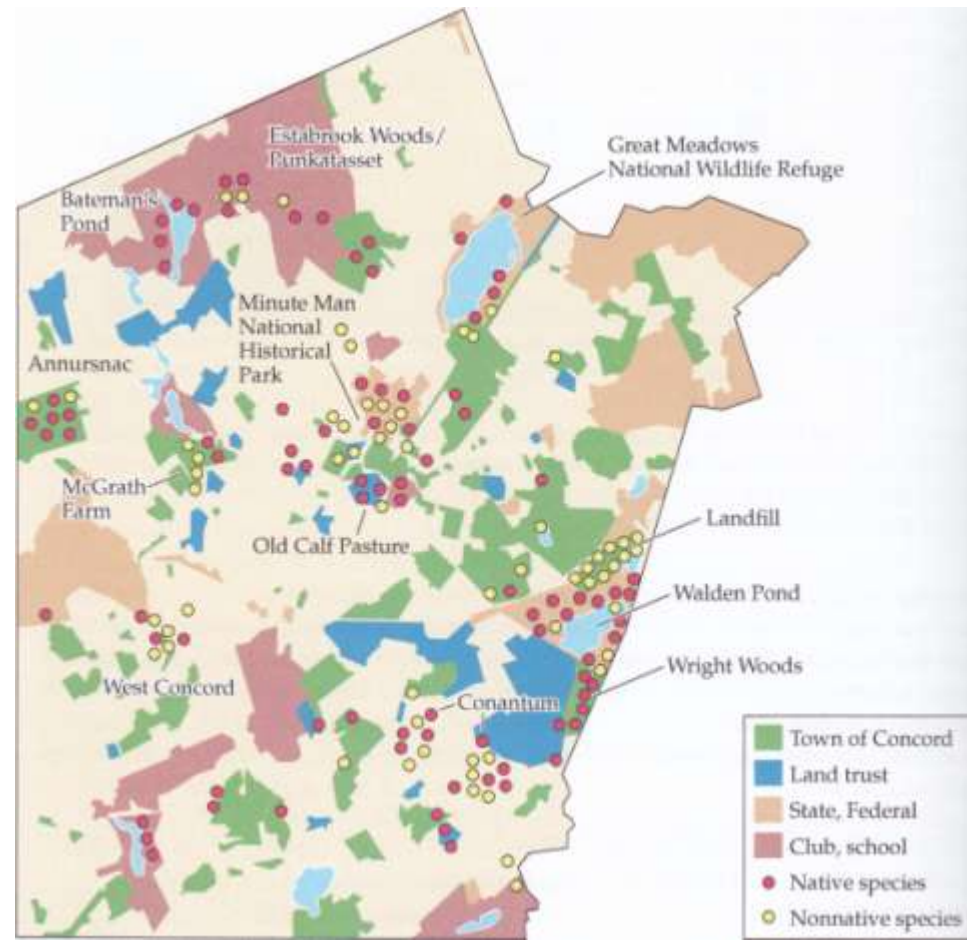 Estabrook Woods/
Punkatasset
Great Meadows
National Wildlife Refuge
Bateman's
Pond
Minute Man
National
Historical
Park
Annursnac
McGrath
Farm
Old Calf Pasture
Landfill
Walden Pond
Wright Woods
West Concord
Conantum
Town of Concord
Land trust
State, Federal
Club, school
Native species
Nonnative species